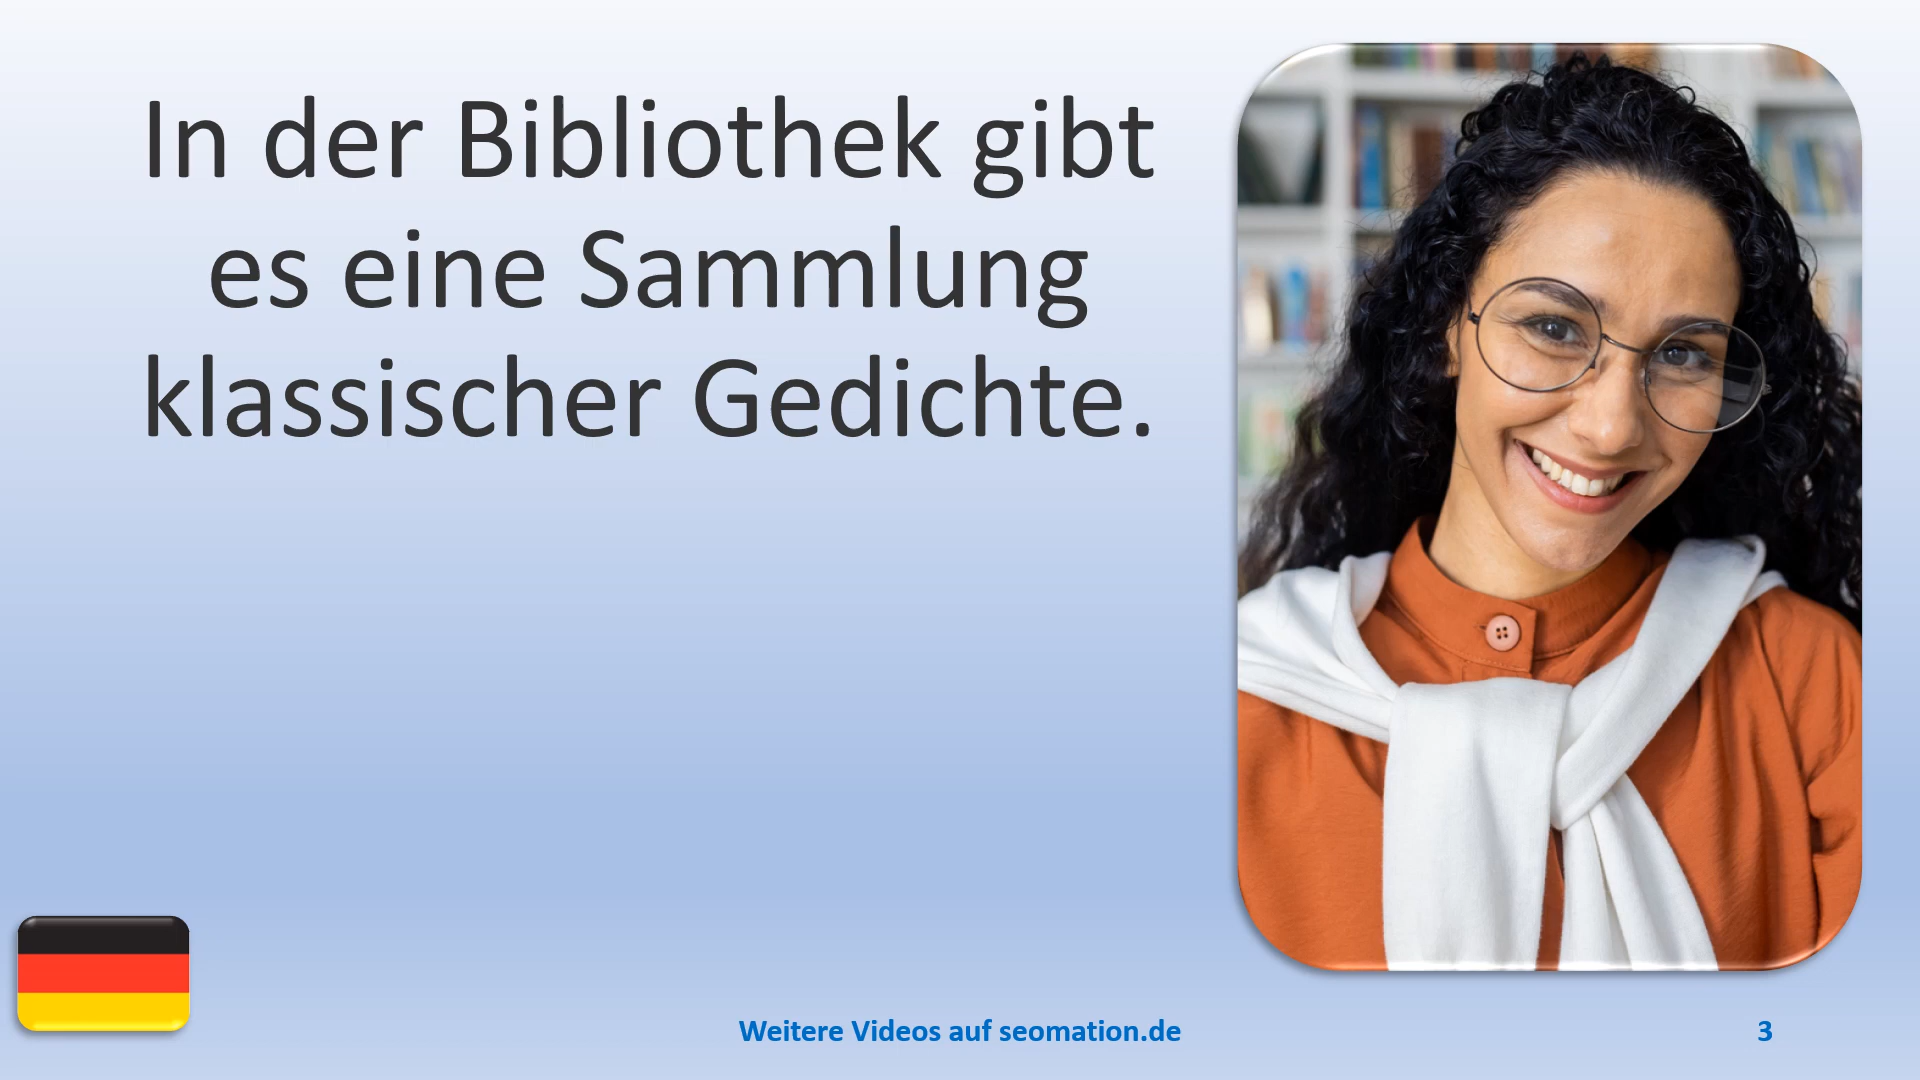 In der Bibliothek gibt
es eine Sammlung
klassischer Gedichte.
Weitere Videos auf seomation.de
3